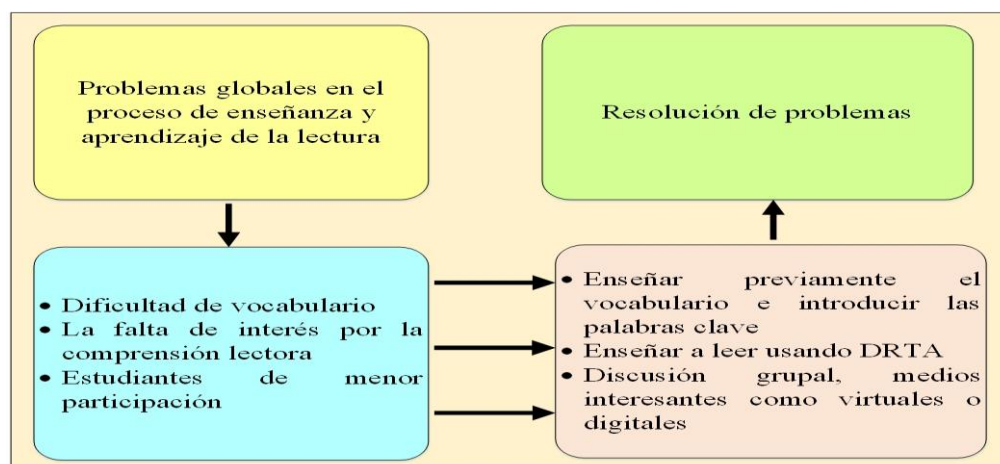 Problemas globales en el
proceso de enseñanza y
aprendizaje de la lectura
Resolución de problemas
• Dificultad de vocabulario
• La falta de interés por la
comprensión lectora
• Estudiantes de menor
participación
• Enseñar previamente el
vocabulario e introducir las
palabras clave
• Enseñar a leer usando DRTA
• Discusión grupal, medios
interesantes como virtuales o
digitales